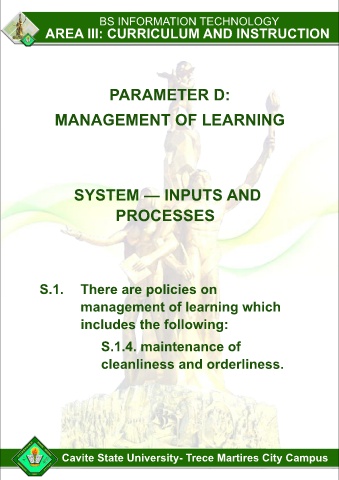 BS INFORMATION TECHNOLOGY
AREA III: CURRICULUM AND INSTRUCTION
PARAMETER D:
MANAGEMENT OF LEARNING
SYSTEM — INPUTS AND
PROCESSES
S.1. There are policies on
management of learning which
includes the following:
S.1.4. maintenance of
cleanliness and orderliness.
Cavite State University- Trece Martires City Campus